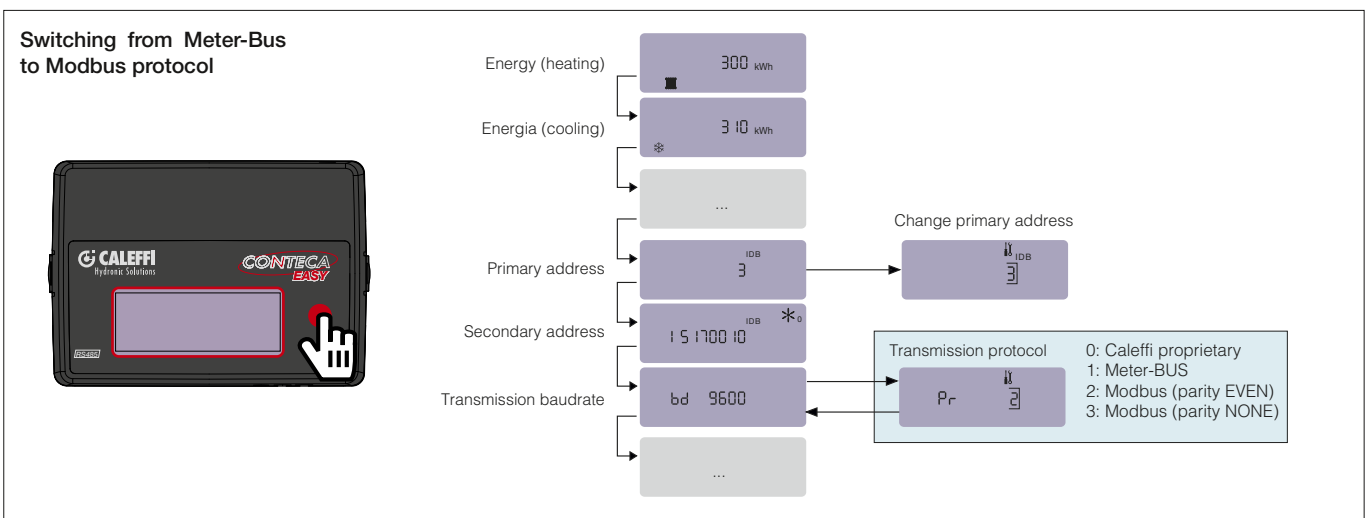 Switching from Meter-Bus
to Modbus protocol
CALEFFI
Hydronic Solutions
CONTECA
EASY
RS485
Energy (heating)
300 kWh
Energia (cooling)
310 kWh
...
Primary address
IDB
3
Change primary address
IDB
3
Secondary address
IDB
0
15170010
Transmission baudrate
bd 9600
Transmission protocol
Pr 2
0: Caleffi proprietary
1: Meter-BUS
2: Modbus (parity EVEN)
3: Modbus (parity NONE)
...